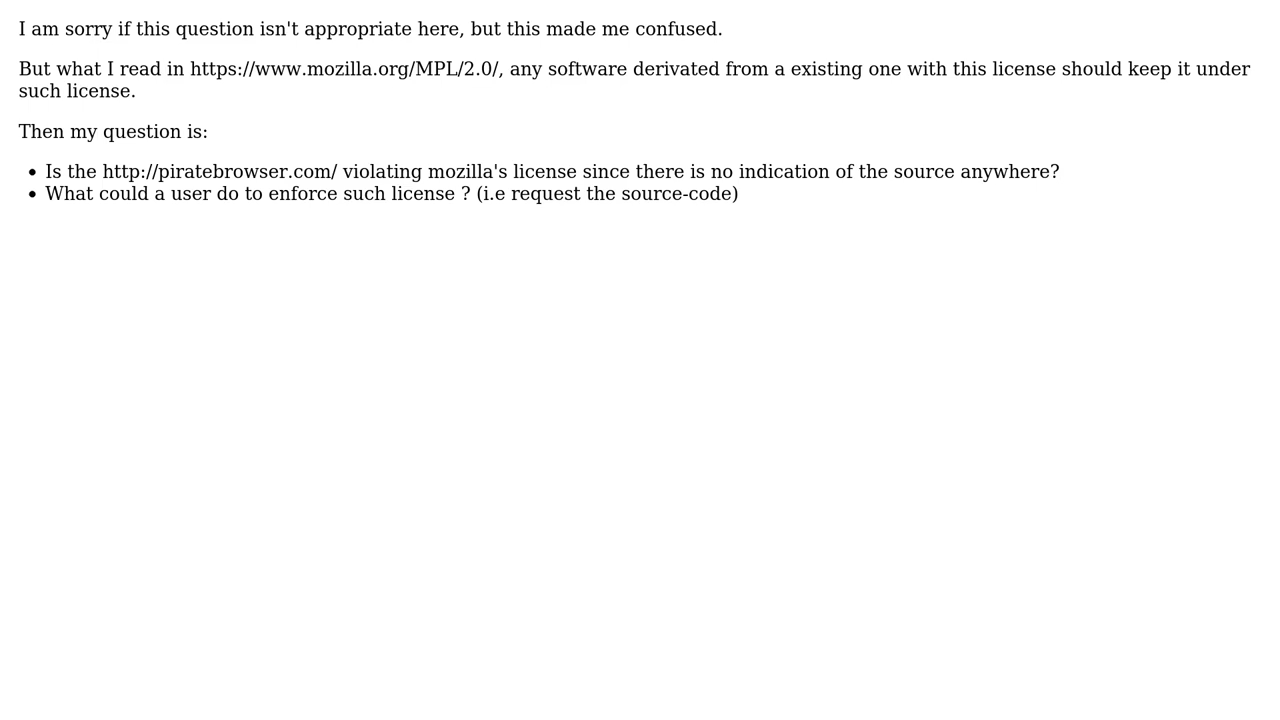 I am sorry if this question isn't appropriate here, but this made me confused.
But what I read in https://www.mozilla.org/MPL/2.0/, any software derivated from a existing one with this license should keep it under
such license.
Then my question is:
• Is the http://piratebrowser.com/ violating mozilla's license since there is no indication of the source anywhere?
• What could a user do to enforce such license ? (i.e request the source-code)